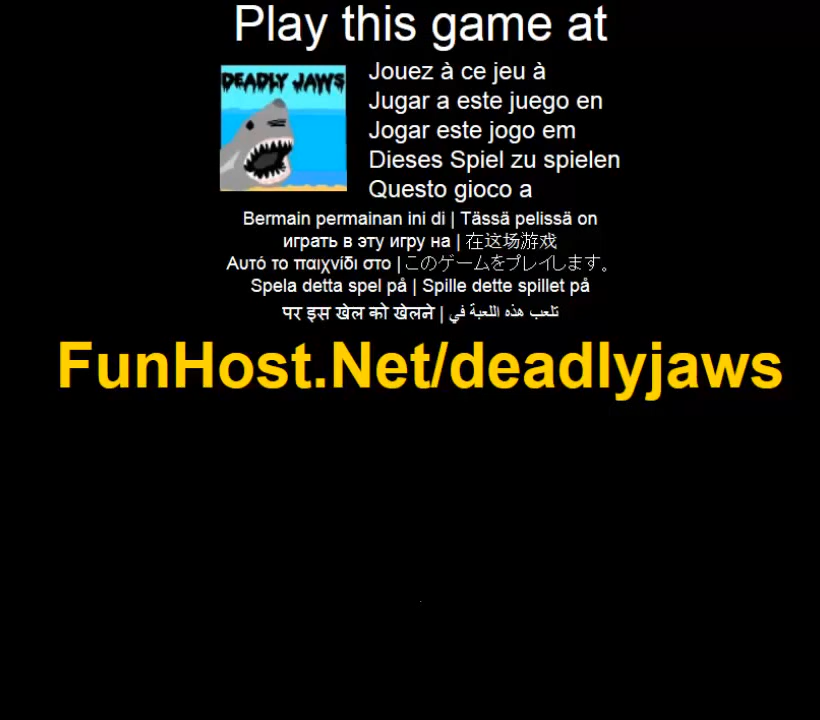 Play this game at
DEADLY JAWS
Jouez à ce jeu à
Jugar a este juego en
Jogar este jogo em
Dieses Spiel zu spielen
Questo gioco a
Bermain permainan ini di | Tässä pelissä on
играть в эту игру на | 在这场游戏
Αυτό το παιχνίδι στο | このゲームをプレイします。
Spela detta spel på | Spille dette spillet på
पर इस खेल को खेलने | تلعب هذه اللعبة في
FunHost.Net/deadlyjaws